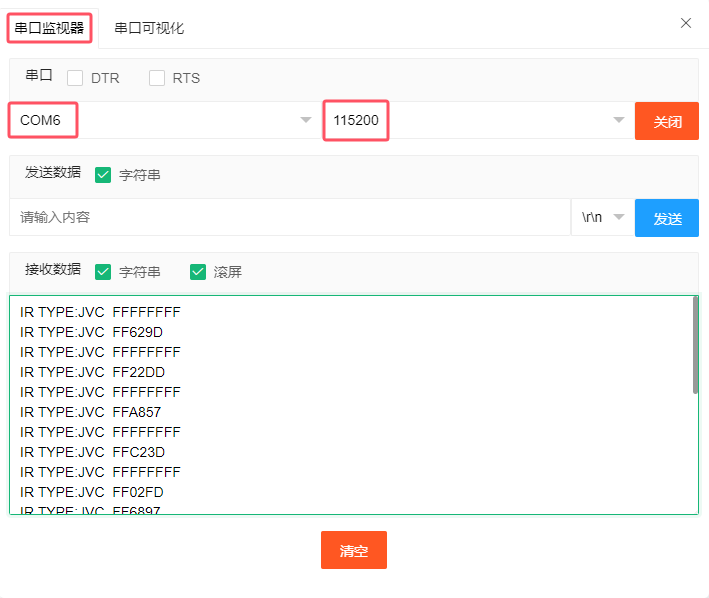 串口监视器 串口可视化
串口 DTR RTS
COM6 115200 关闭
发送数据 字符串
请输入内容 \r\n 发送
接收数据 字符串 滚屏
IR TYPE:JVC  FFFFFFFF
IR TYPE:JVC  FF629D
IR TYPE:JVC  FFFFFFFF
IR TYPE:JVC  FF22DD
IR TYPE:JVC  FFFFFFFF
IR TYPE:JVC  FFA857
IR TYPE:JVC  FFFFFFFF
IR TYPE:JVC  FFC23D
IR TYPE:JVC  FFFFFFFF
IR TYPE:JVC  FF02FD
IR TYPE:JVC  FF6897
清空